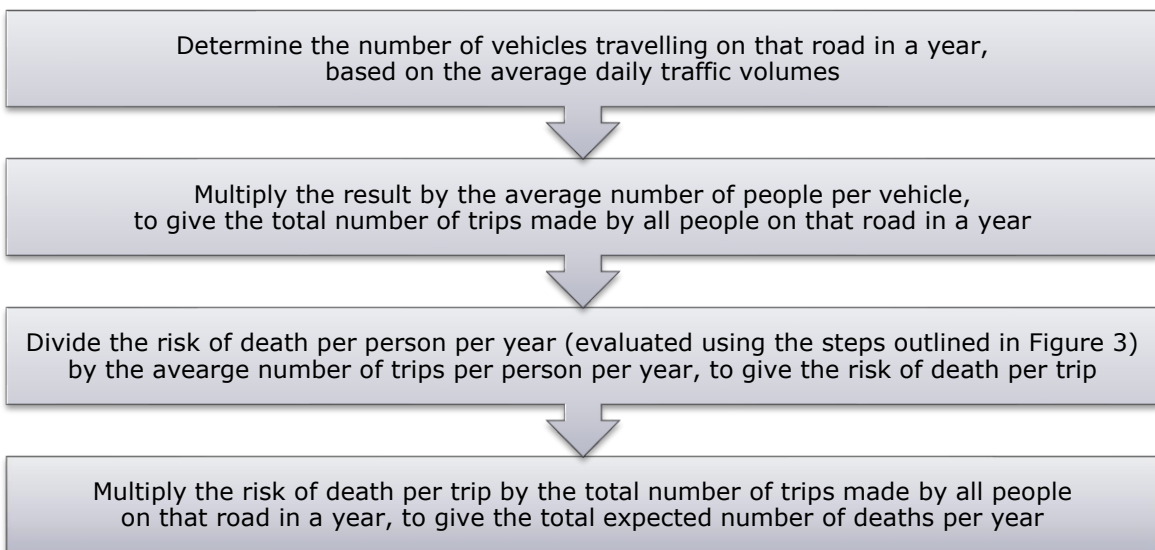 Determine the number of vehicles travelling on that road in a year,
based on the average daily traffic volumes
Multiply the result by the average number of people per vehicle,
to give the total number of trips made by all people on that road in a year
Divide the risk of death per person per year (evaluated using the steps outlined in Figure 3)
by the avearge number of trips per person per year, to give the risk of death per trip
Multiply the risk of death per trip by the total number of trips made by all people
on that road in a year, to give the total expected number of deaths per year